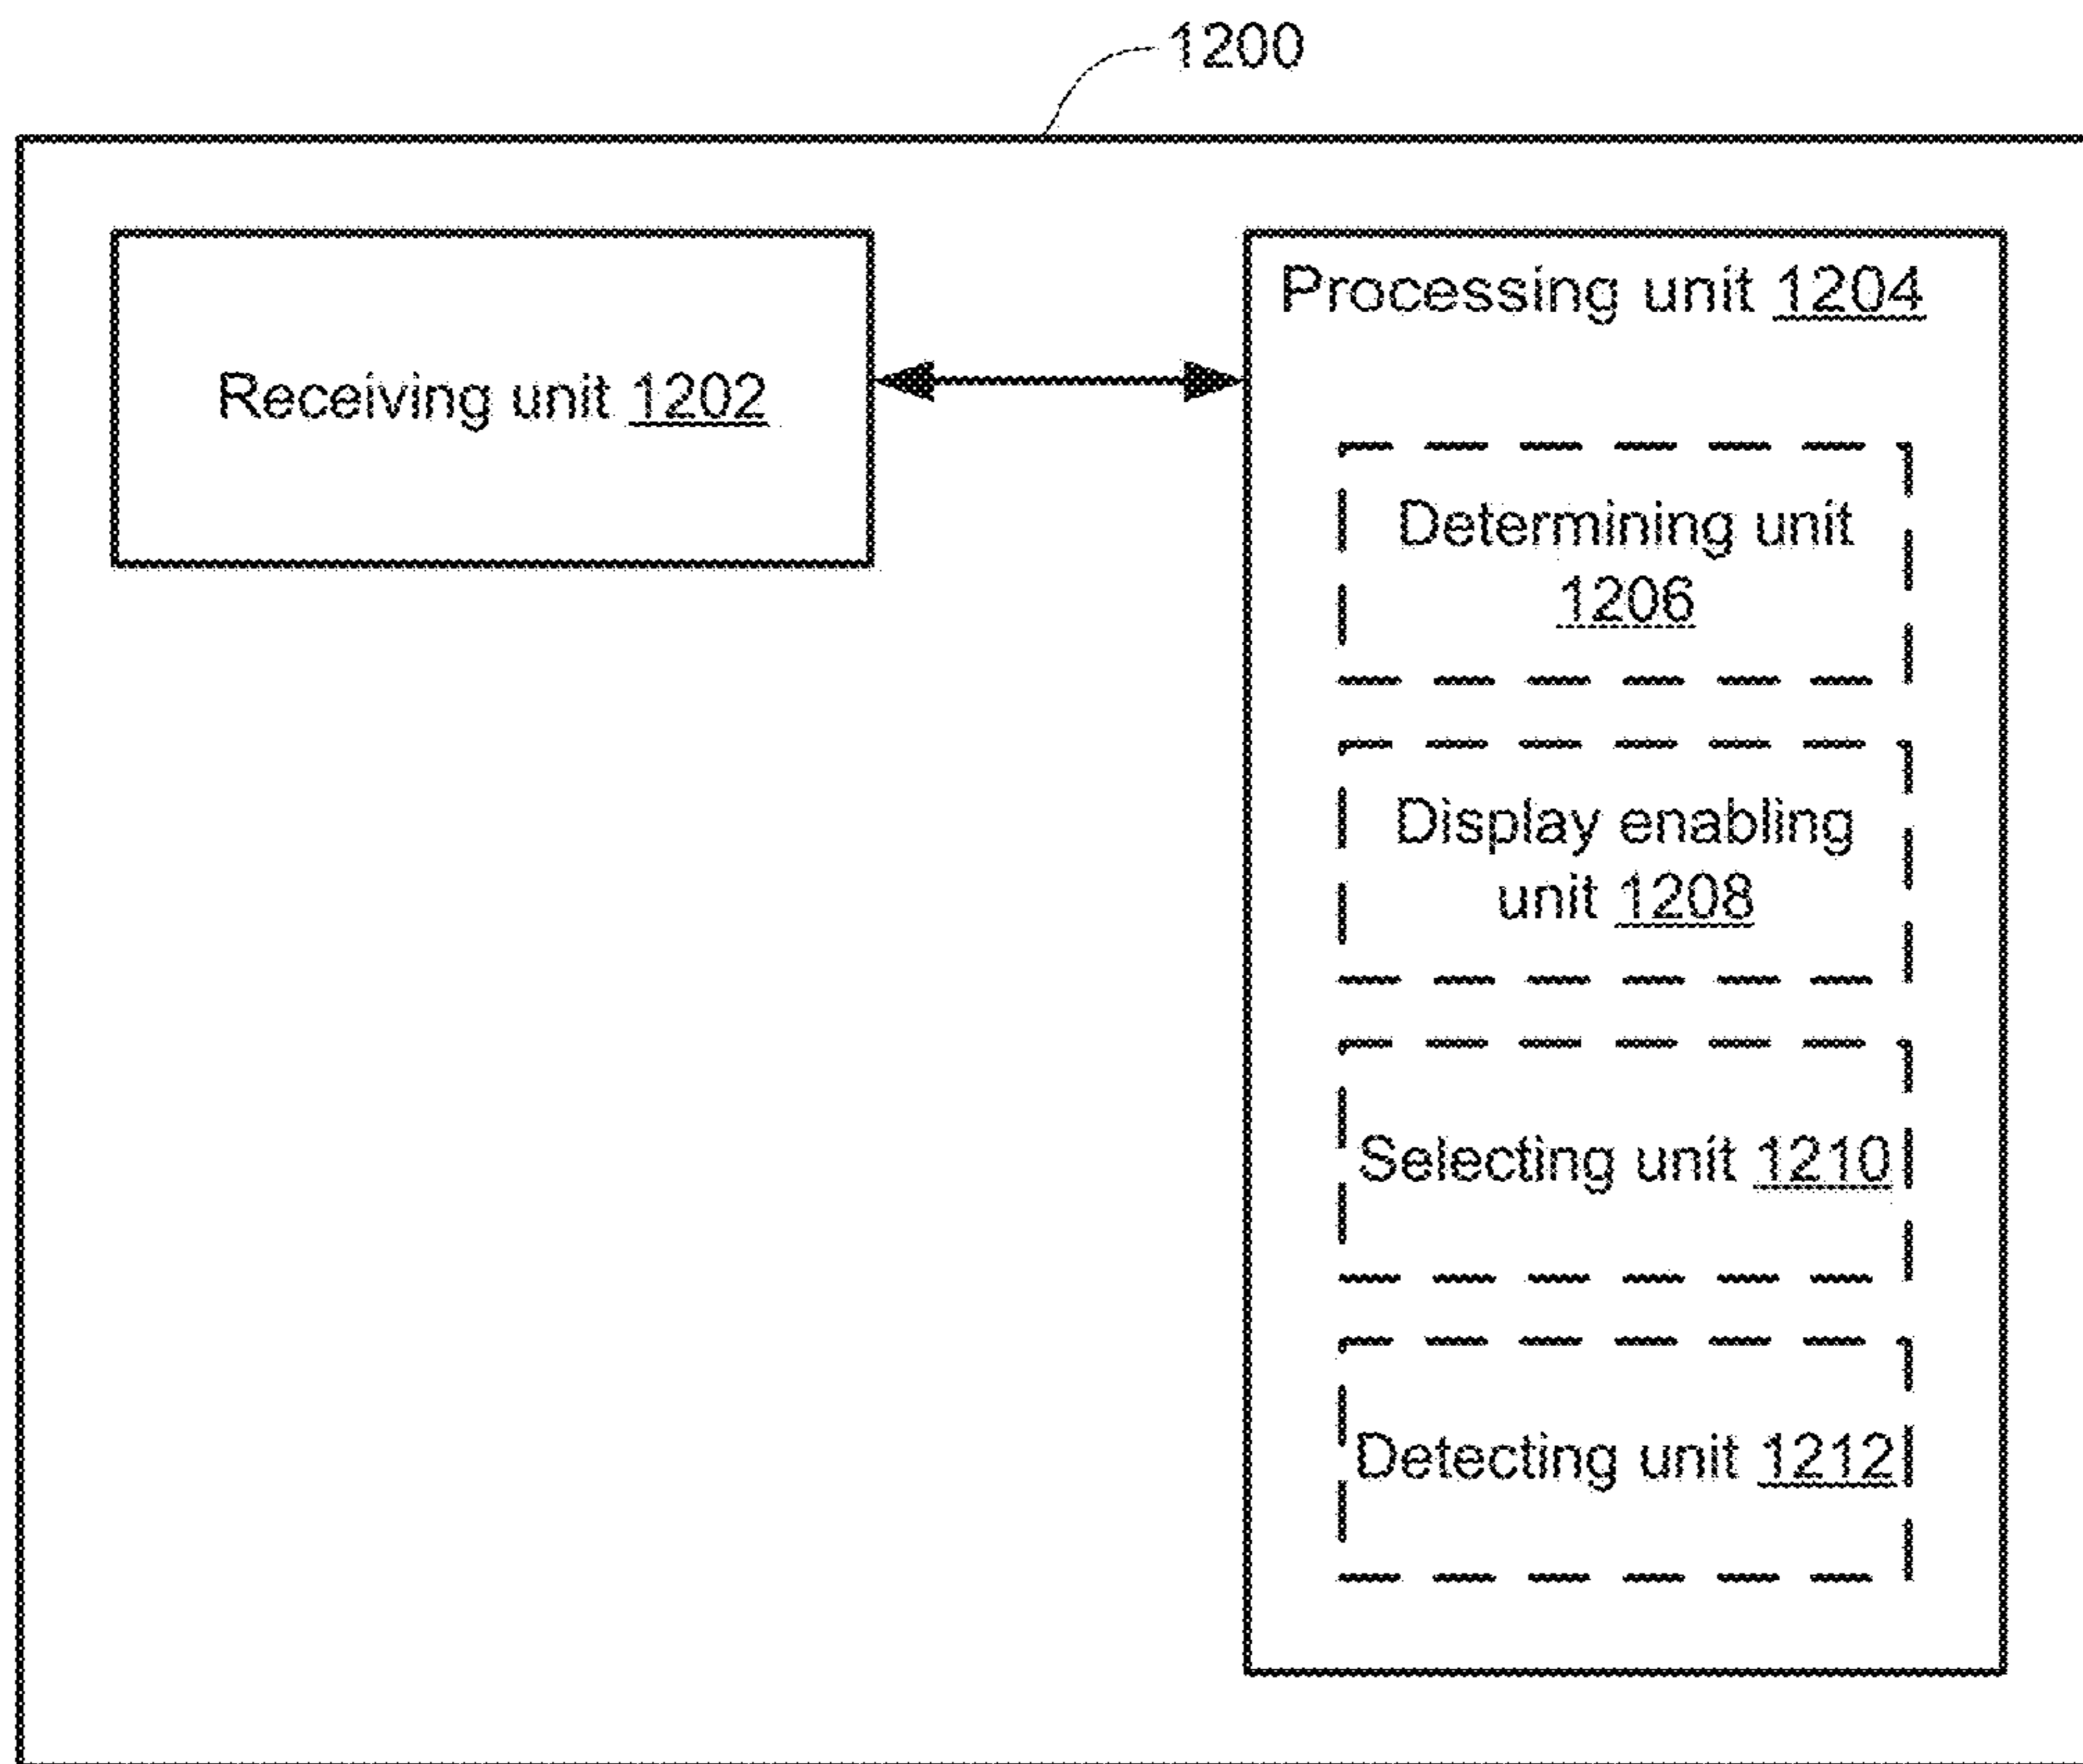 1200
Receiving unit 1202
Processing unit 1204
Determining unit
1206
Display enabling
unit 1208
Selecting unit 1210
Detecting unit 1212